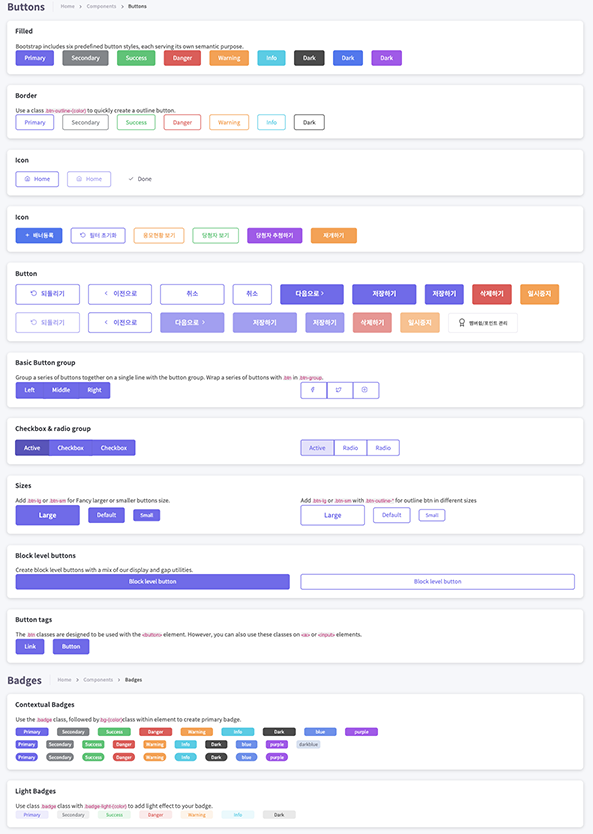 Buttons Home > Components > Buttons
Filled
Bootstrap includes six predefined button styles, each serving its own semantic purpose.
Primary Secondary Success Danger Warning Info Dark Dark Dark
Border
Use a class .btn-outline-{color} to quickly create a outline button.
Primary Secondary Success Danger Warning Info Dark
Icon
Home Home Done
Icon
+ 배너등록 필터 초기화 응모현황 보기 당첨자 보기 당첨자 추첨하기 재개하기
Button
되돌리기 < 이전으로 취소 취소 다음으로 > 저장하기 저장하기 삭제하기 일시중지
되돌리기 < 이전으로 다음으로 > 저장하기 저장하기 삭제하기 일시중지 멤버쉽/포인트 관리
Basic Button group
Group a series of buttons together on a single line with the button group. Wrap a series of buttons with .btn in .btn-group.
Left Middle Right
Checkbox & radio group
Active Checkbox Checkbox Active Radio Radio
Sizes
Add .btn-lg or .btn-sm for Fancy larger or smaller buttons size. Add .btn-lg or .btn-sm with .btn-outline-* for outline btn in different sizes
Large Default Small Large Default Small
Block level buttons
Create block level buttons with a mix of our display and gap utilities.
Block level button Block level button
Button tags
The .btn classes are designed to be used with the <button> element. However, you can also use these classes on <a> or <input> elements.
Link Button
Badges Home > Components > Badges
Contextual Badges
Use the .badge class, followed by .bg-{color}class within element to create primary badge.
Primary Secondary Success Danger Warning Info Dark blue purple
Primary Secondary Success Danger Warning Info Dark blue purple darkblue
Primary Secondary Success Danger Warning Info Dark blue purple
Light Badges
Use class .badge class with .badge-light-{color} to add light effect to your badge.
Primary Secondary Success Danger Warning Info Dark